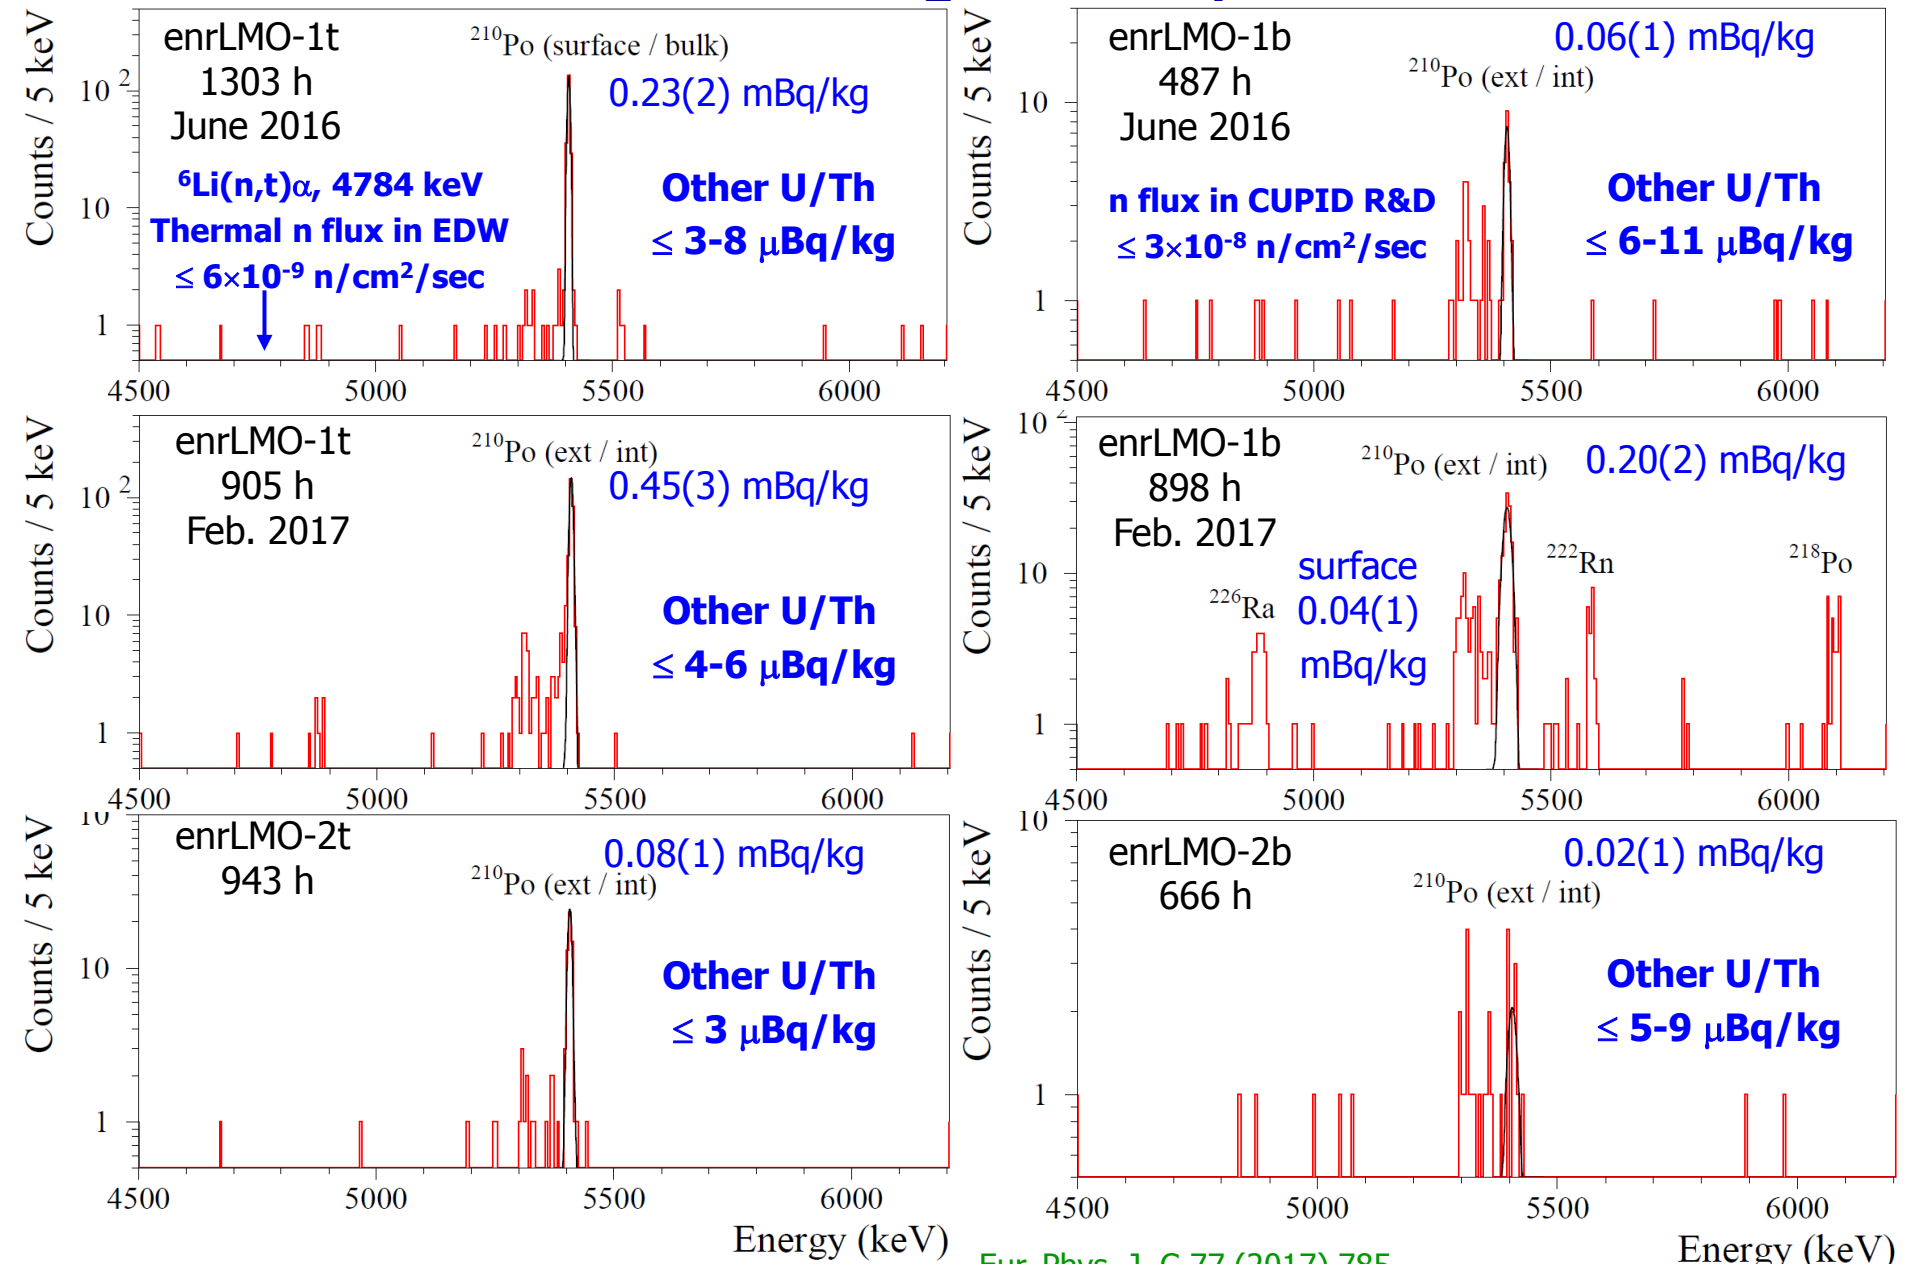 enrLMO-1t
1303 h
June 2016
²¹⁰Po (surface / bulk)
0.23(2) mBq/kg
⁶Li(n,t)α, 4784 keV
Thermal n flux in EDW
≤ 6×10⁻⁹ n/cm²/sec
Other U/Th
≤ 3-8 μBq/kg
Counts / 5 keV
10²
10
1
4500 5000 5500 6000
enrLMO-1b
487 h
June 2016
²¹⁰Po (ext / int)
0.06(1) mBq/kg
n flux in CUPID R&D
≤ 3×10⁻⁸ n/cm²/sec
Other U/Th
≤ 6-11 μBq/kg
Counts / 5 keV
10
1
4500 5000 5500 6000
enrLMO-1t
905 h
Feb. 2017
²¹⁰Po (ext / int)
0.45(3) mBq/kg
Other U/Th
≤ 4-6 μBq/kg
Counts / 5 keV
10²
10
1
4500 5000 5500 6000
enrLMO-1b
898 h
Feb. 2017
²¹⁰Po (ext / int)
0.20(2) mBq/kg
²²⁶Ra
surface
0.04(1)
mBq/kg
²²²Rn
²¹⁸Po
Counts / 5 keV
10²
10
1
4500 5000 5500 6000
enrLMO-2t
943 h
0.08(1) mBq/kg
²¹⁰Po (ext / int)
Other U/Th
≤ 3 μBq/kg
Counts / 5 keV
10
1
4500 5000 5500 6000
Energy (keV)
enrLMO-2b
666 h
0.02(1) mBq/kg
²¹⁰Po (ext / int)
Other U/Th
≤ 5-9 μBq/kg
Counts / 5 keV
10
1
4500 5000 5500 6000
Energy (keV)
Eur. Phys. J. C 77 (2017) 785